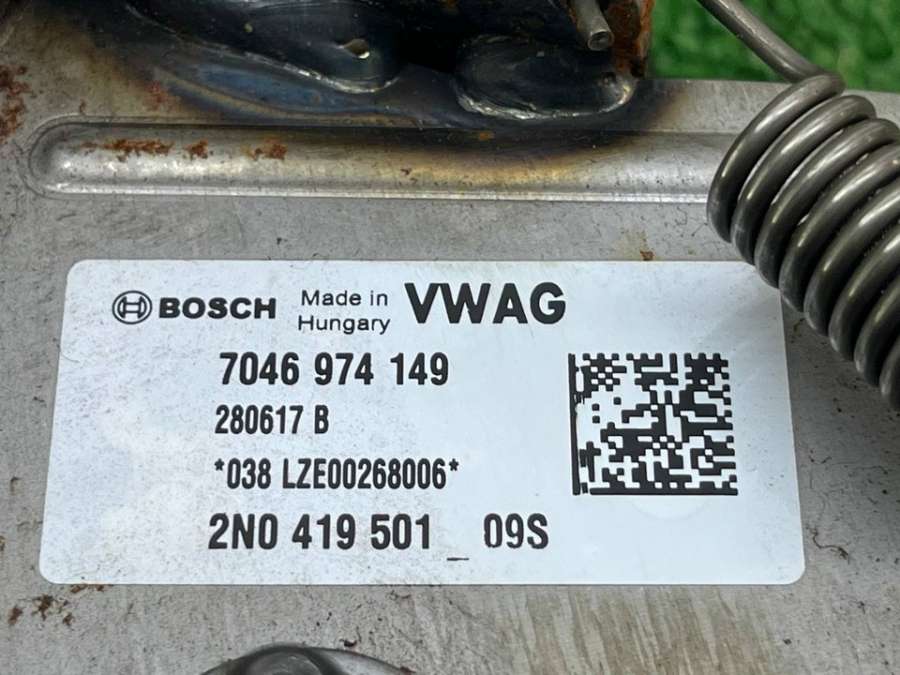 BOSCH Made in Hungary VWAG
7046 974 149
280617 B
*038 LZE00268006*
2N0 419 501 _ 09S